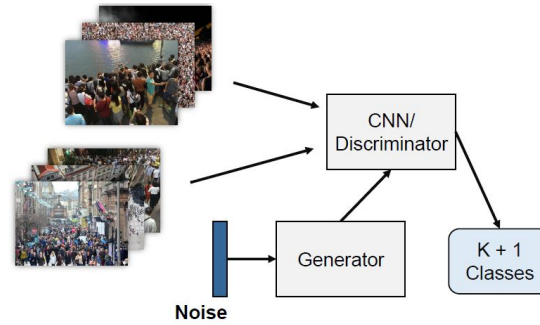 CNN/
Discriminator
Generator
K + 1
Classes
Noise